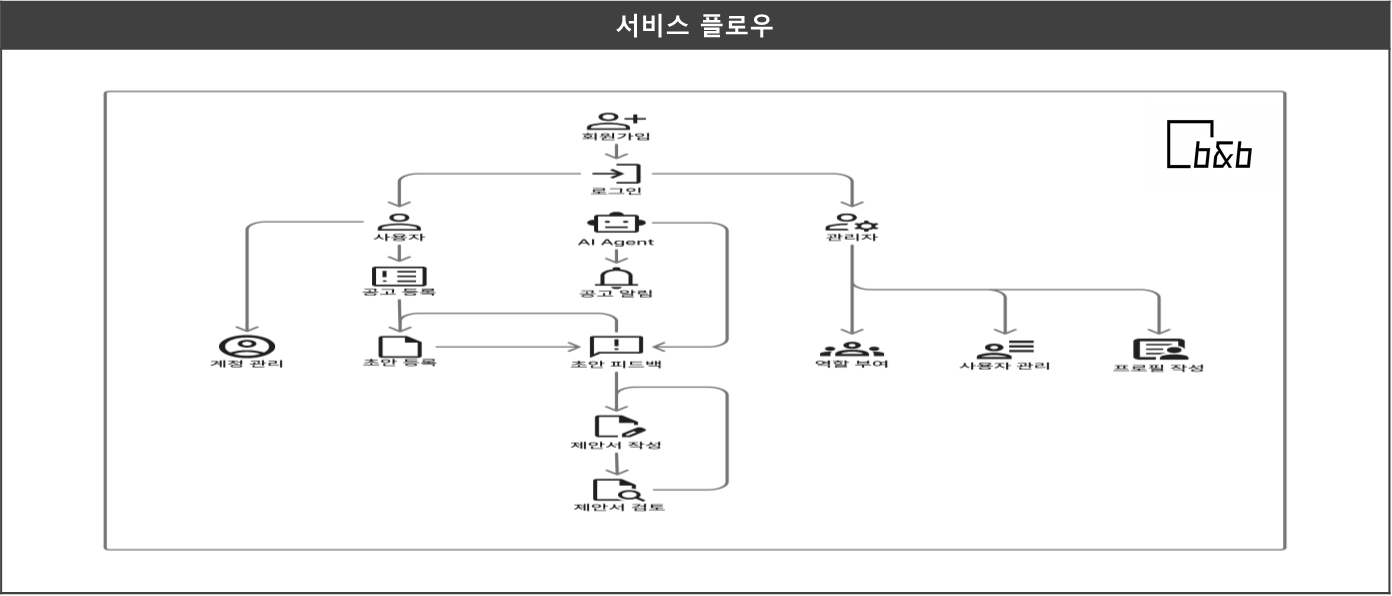 서비스 플로우
회원가입
b&b
로그인
사용자
AI Agent
관리자
공고 등록
공고 알림
계정 관리
초안 등록
초안 피드백
역할 부여
사용자 관리
프로필 작성
제안서 작성
제안서 검토